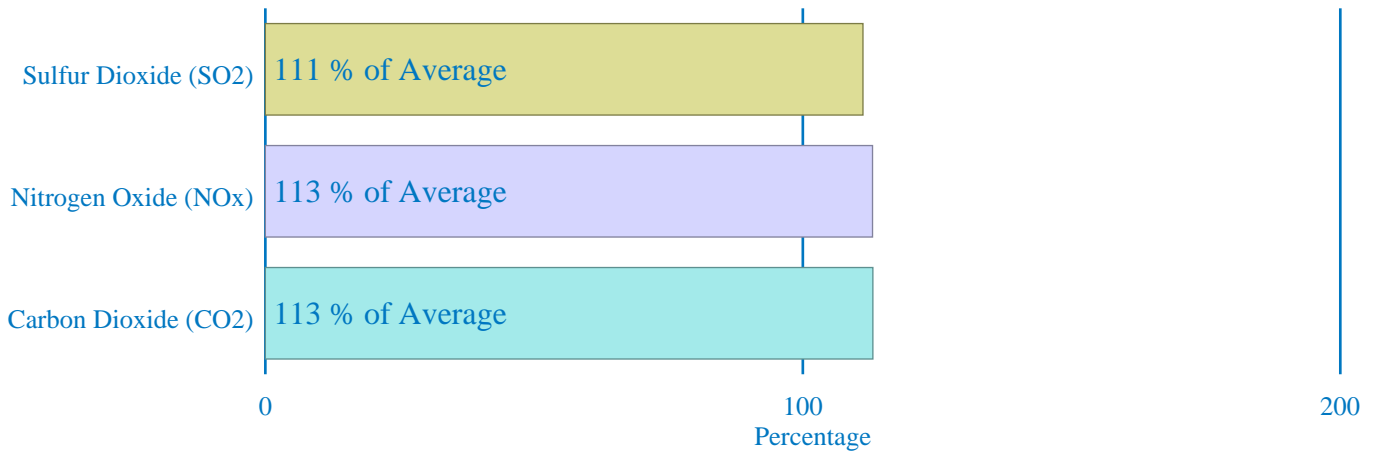 Sulfur Dioxide (SO2) 111 % of Average
Nitrogen Oxide (NOx) 113 % of Average
Carbon Dioxide (CO2) 113 % of Average
0 100 200
Percentage